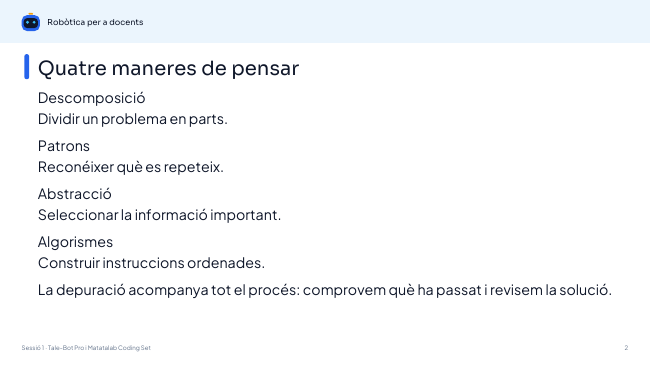 Robòtica per a docents
Quatre maneres de pensar
Descomposició
Dividir un problema en parts.
Patrons
Reconéixer què es repeteix.
Abstracció
Seleccionar la informació important.
Algorismes
Construir instruccions ordenades.
La depuració acompanya tot el procés: comprovem què ha passat i revisem la solució.
Sessió 1 · Tale-Bot Pro i Matatalab Coding Set
2